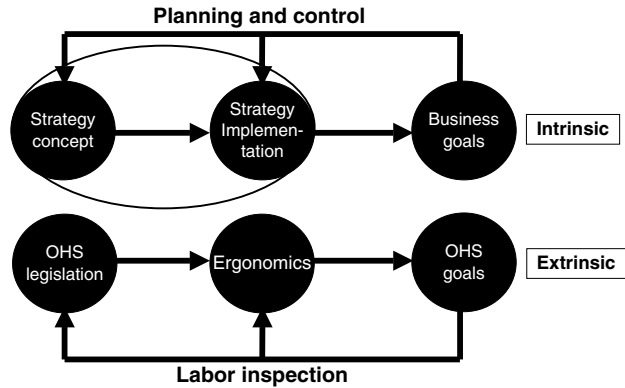 Planning and control
Strategy
concept
Strategy
Implemen-
tation
Business
goals
Intrinsic
OHS
legislation
Ergonomics
OHS
goals
Extrinsic
Labor inspection